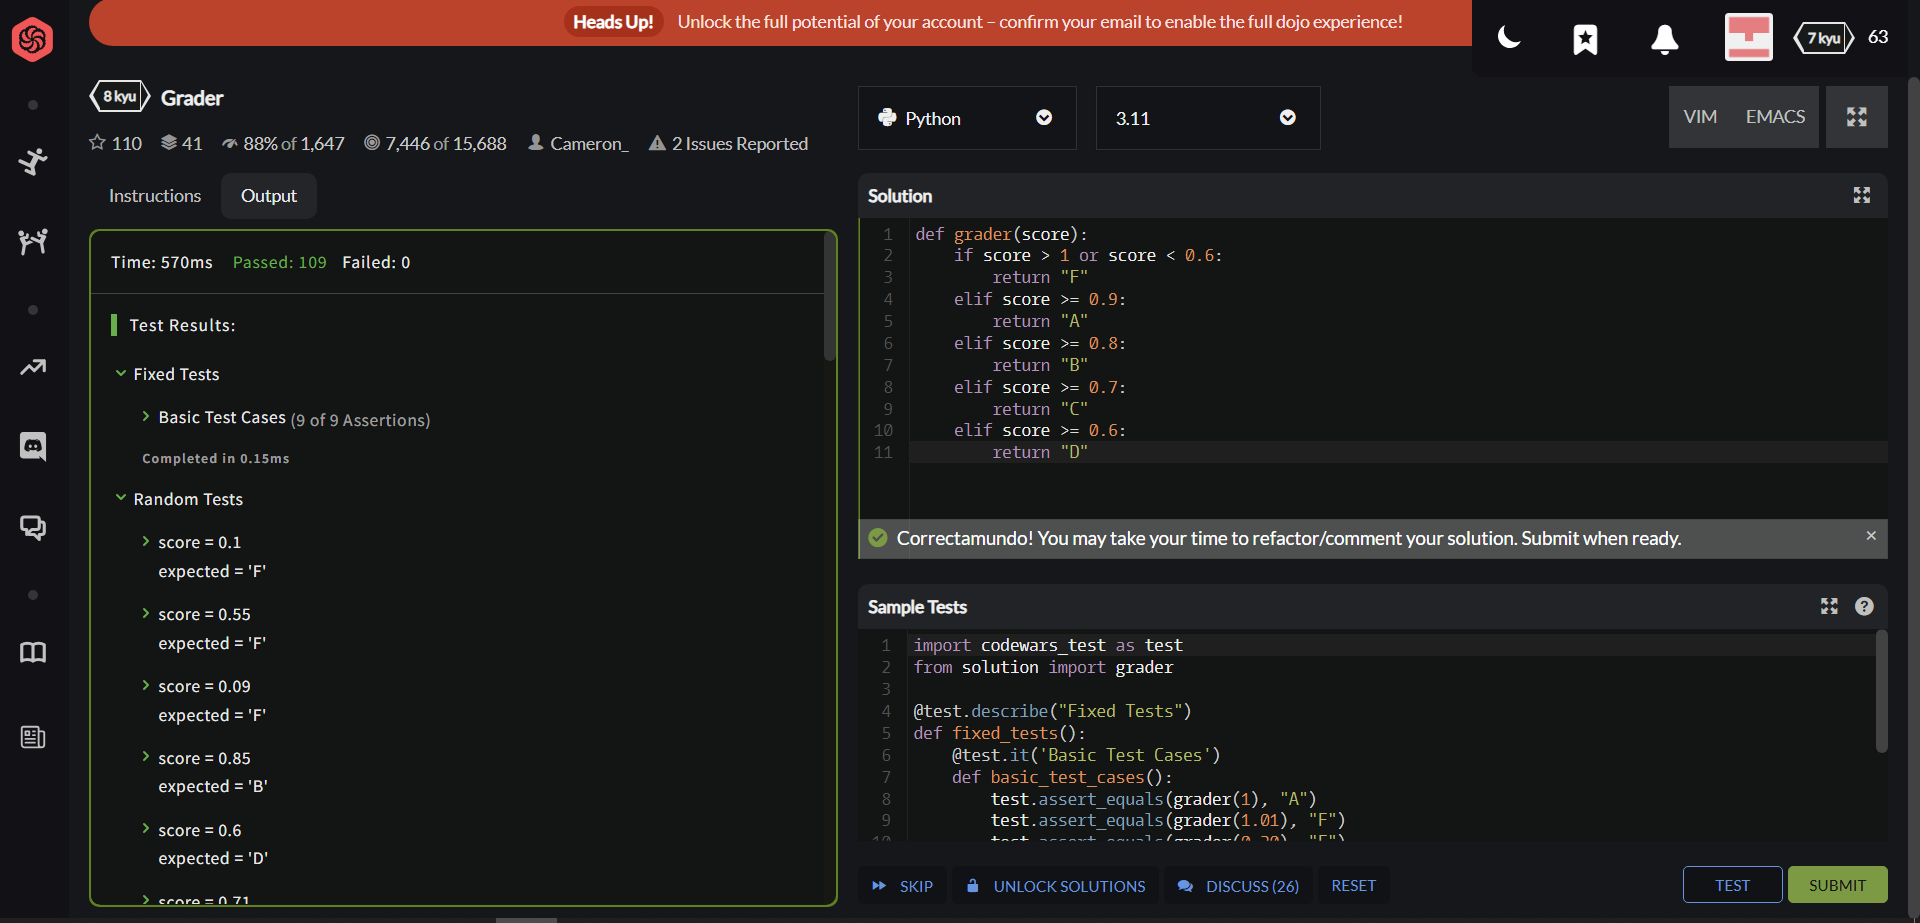 Heads Up! Unlock the full potential of your account – confirm your email to enable the full dojo experience!
7 kyu 63
8 kyu Grader
110 41 88% of 1,647 7,446 of 15,688 Cameron_ 2 Issues Reported
Instructions Output
Time: 570ms Passed: 109 Failed: 0
Test Results:
Fixed Tests
Basic Test Cases (9 of 9 Assertions)
Completed in 0.15ms
Random Tests
score = 0.1
expected = 'F'
score = 0.55
expected = 'F'
score = 0.09
expected = 'F'
score = 0.85
expected = 'B'
score = 0.6
expected = 'D'
score = 0.71
Python 3.11 VIM EMACS
Solution
1 def grader(score):
2 if score > 1 or score < 0.6:
3 return "F"
4 elif score >= 0.9:
5 return "A"
6 elif score >= 0.8:
7 return "B"
8 elif score >= 0.7:
9 return "C"
10 elif score >= 0.6:
11 return "D"
Correctamundo! You may take your time to refactor/comment your solution. Submit when ready. ×
Sample Tests
1 import codewars_test as test
2 from solution import grader
3
4 @test.describe("Fixed Tests")
5 def fixed_tests():
6 @test.it('Basic Test Cases')
7 def basic_test_cases():
8 test.assert_equals(grader(1), "A")
9 test.assert_equals(grader(1.01), "F")
10 test.assert_equals(grader(
SKIP UNLOCK SOLUTIONS DISCUSS (26) RESET TEST SUBMIT